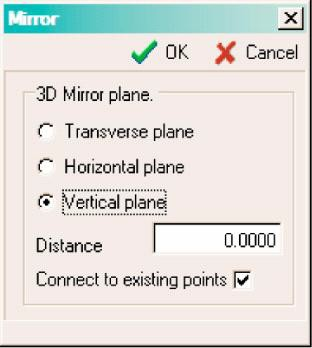 Mirror
OK Cancel
3D Mirror plane.
Transverse plane
Horizontal plane
Vertical plane
Distance 0.0000
Connect to existing points